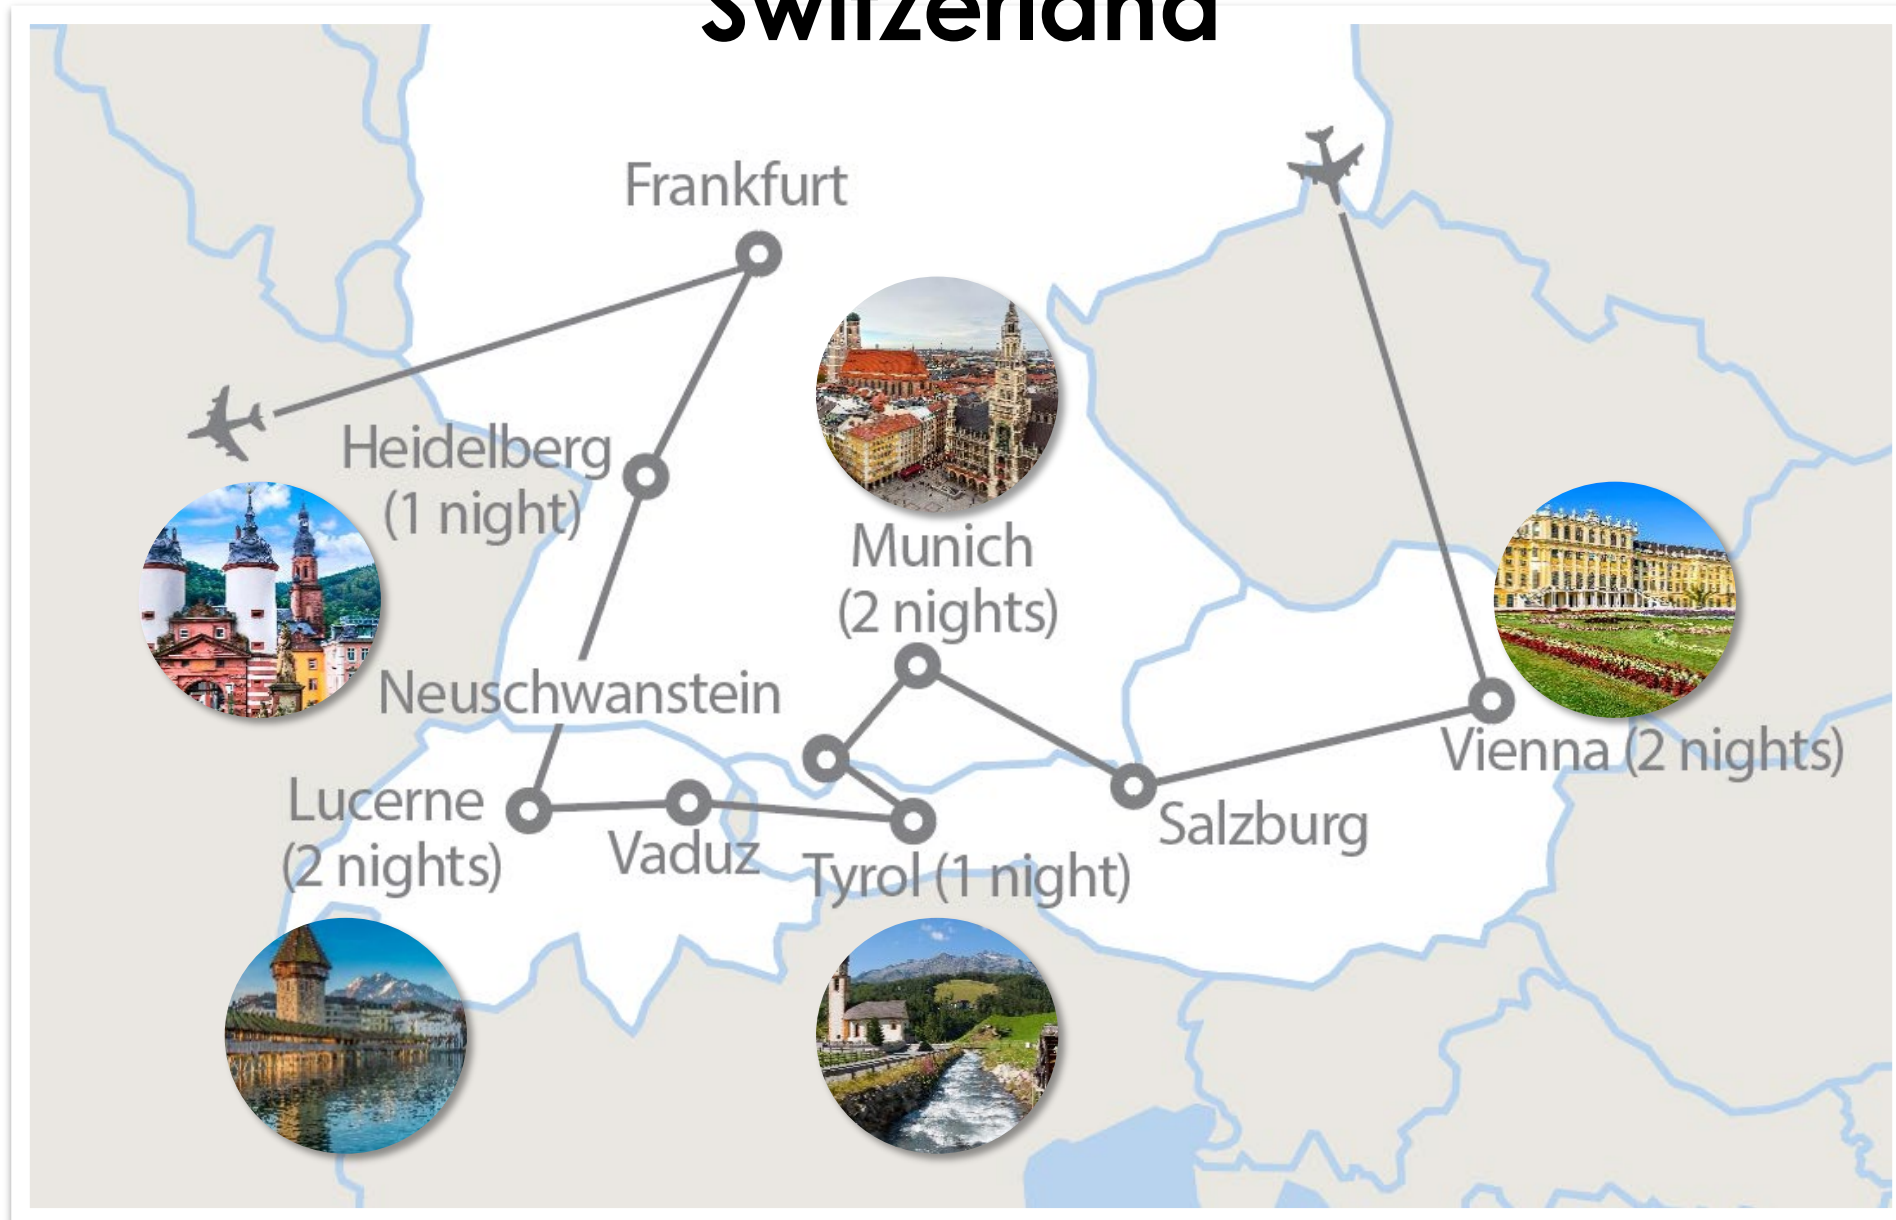 Switzerland
Frankfurt
Heidelberg
(1 night)
Munich
(2 nights)
Neuschwanstein
Vienna (2 nights)
Lucerne
(2 nights)
Vaduz
Salzburg
Tyrol (1 night)